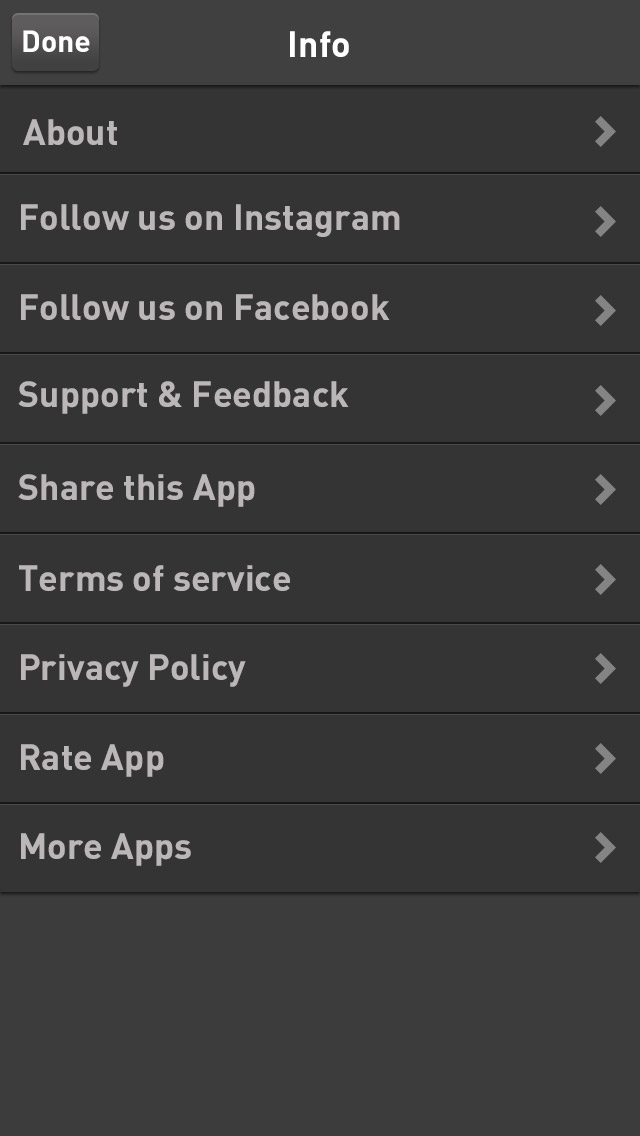 Done
Info
About
Follow us on Instagram
Follow us on Facebook
Support & Feedback
Share this App
Terms of service
Privacy Policy
Rate App
More Apps